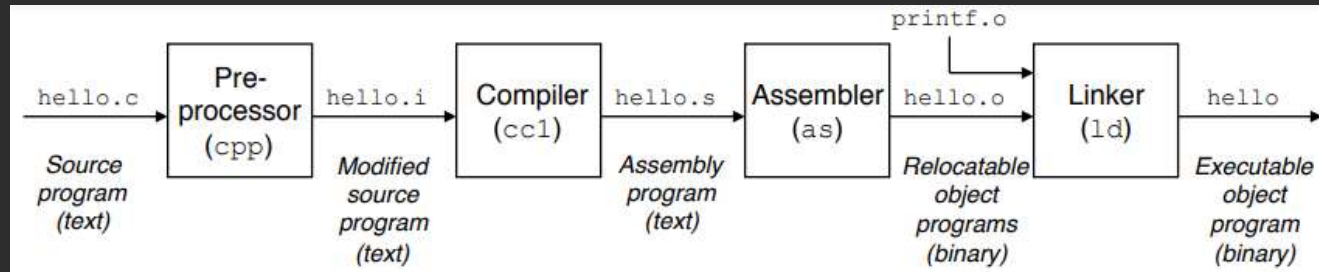 printf.o
hello.c
Pre-
processor
(cpp)
hello.i
Compiler
(cc1)
hello.s
Assembler
(as)
hello.o
Linker
(ld)
hello
Source
program
(text)
Modified
source
program
(text)
Assembly
program
(text)
Relocatable
object
programs
(binary)
Executable
object
program
(binary)